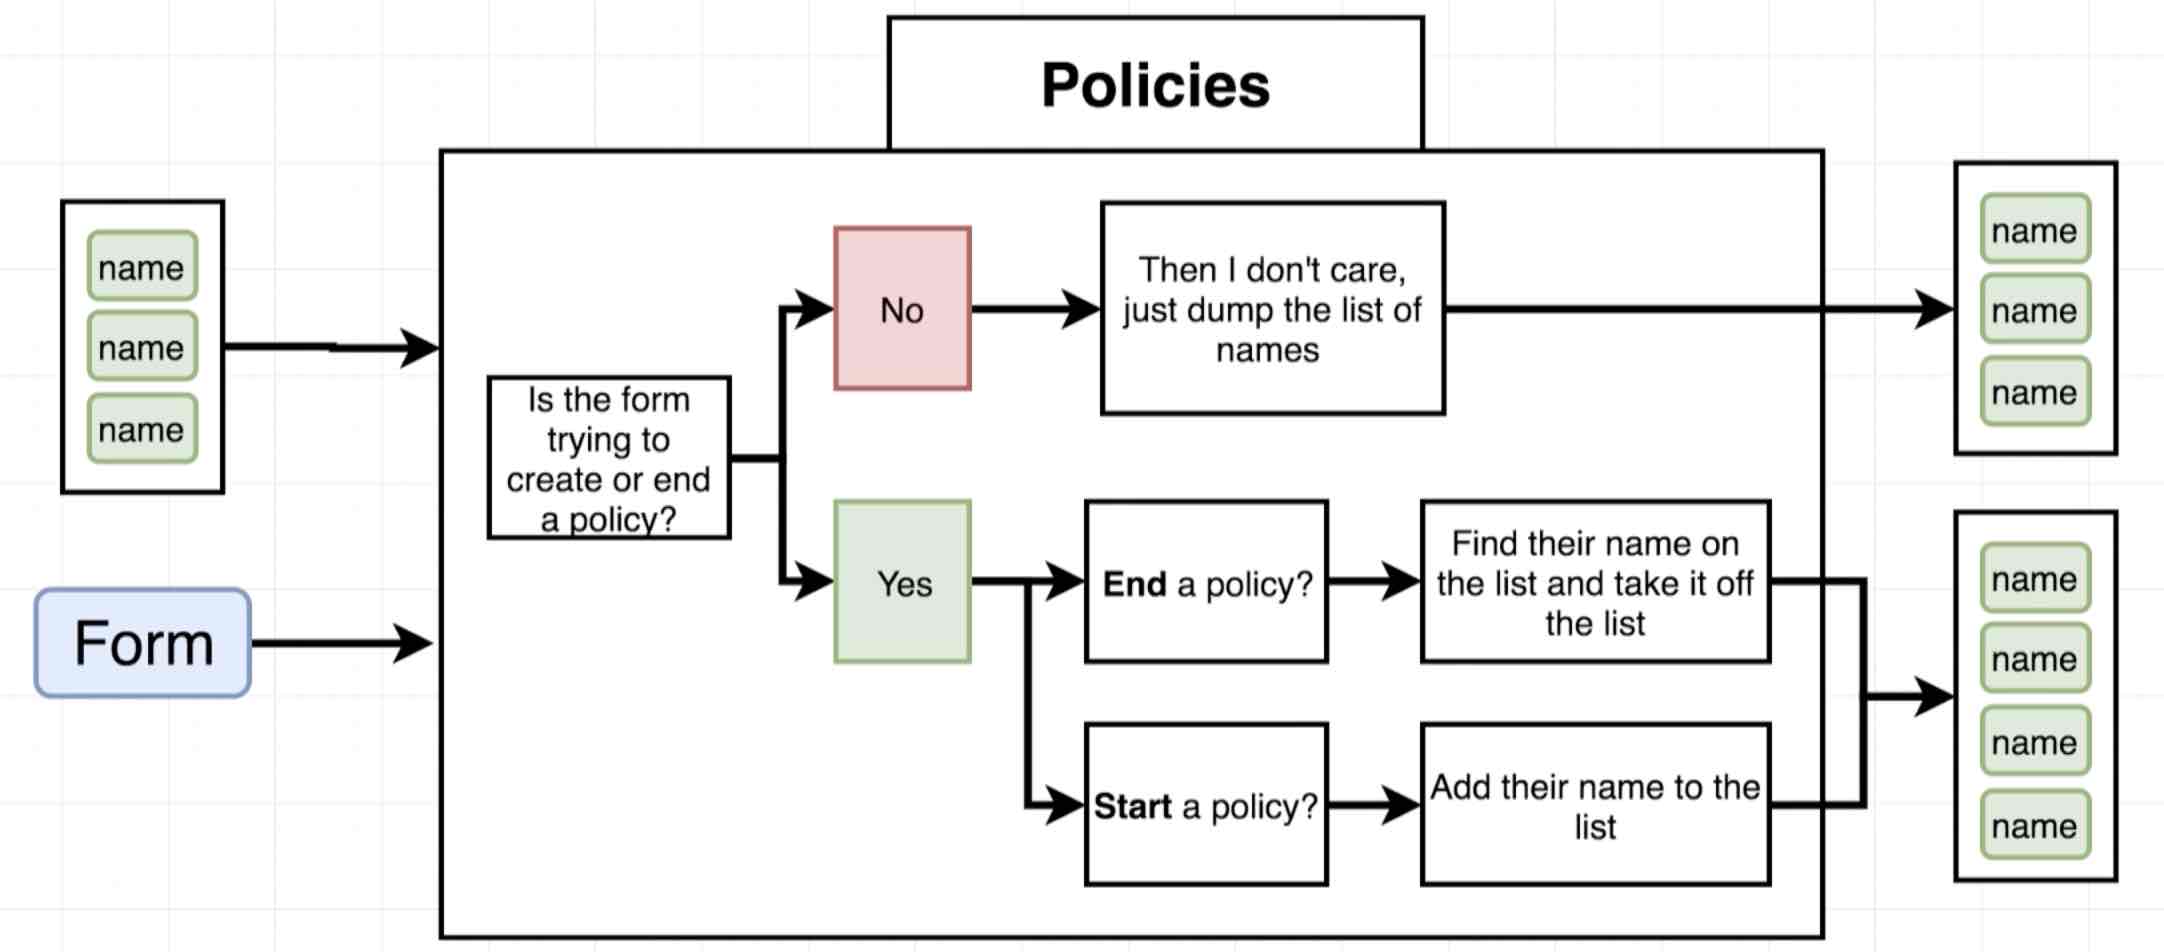 Policies
name
name
name
Form
Is the form
trying to
create or end
a policy?
No
Then I don't care,
just dump the list of
names
Yes
End a policy?
Find their name on
the list and take it off
the list
Start a policy?
Add their name to the
list
name
name
name
name
name
name
name